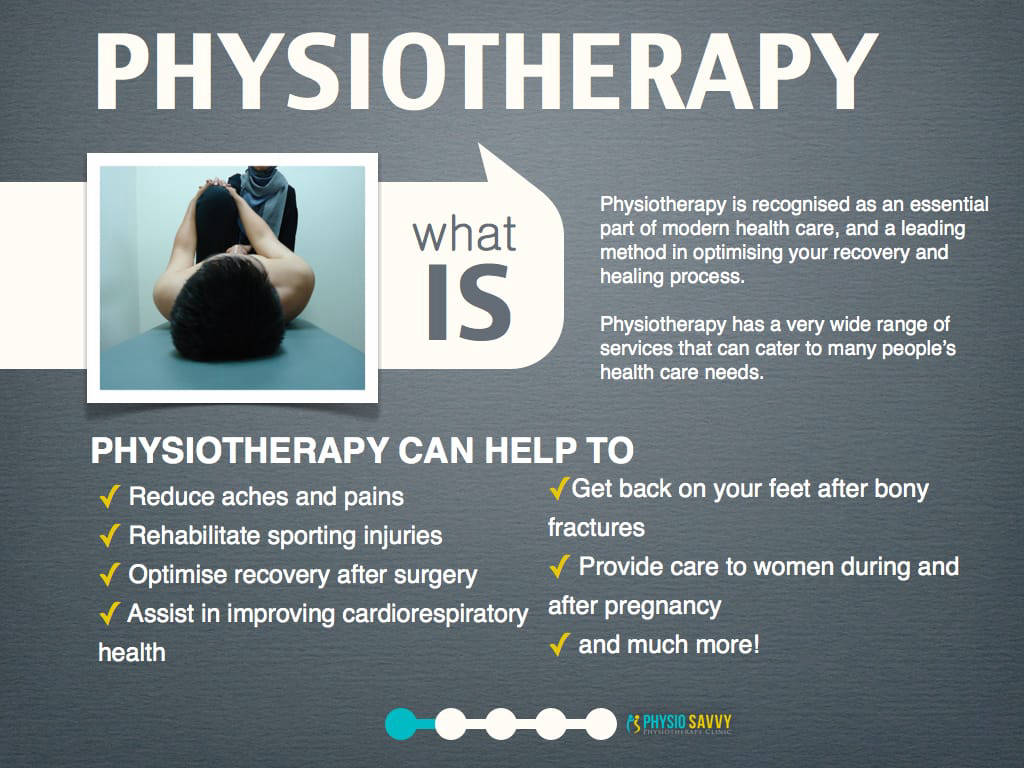 PHYSIOTHERAPY
what
IS
Physiotherapy is recognised as an essential
part of modern health care, and a leading
method in optimising your recovery and
healing process.
Physiotherapy has a very wide range of
services that can cater to many people's
health care needs.
PHYSIOTHERAPY CAN HELP TO
✓ Reduce aches and pains
✓ Rehabilitate sporting injuries
✓ Optimise recovery after surgery
✓ Assist in improving cardiorespiratory
health
✓Get back on your feet after bony
fractures
✓ Provide care to women during and
after pregnancy
✓ and much more!
PHYSIO SAVVY
PHYSIOTHERAPY CLINIC